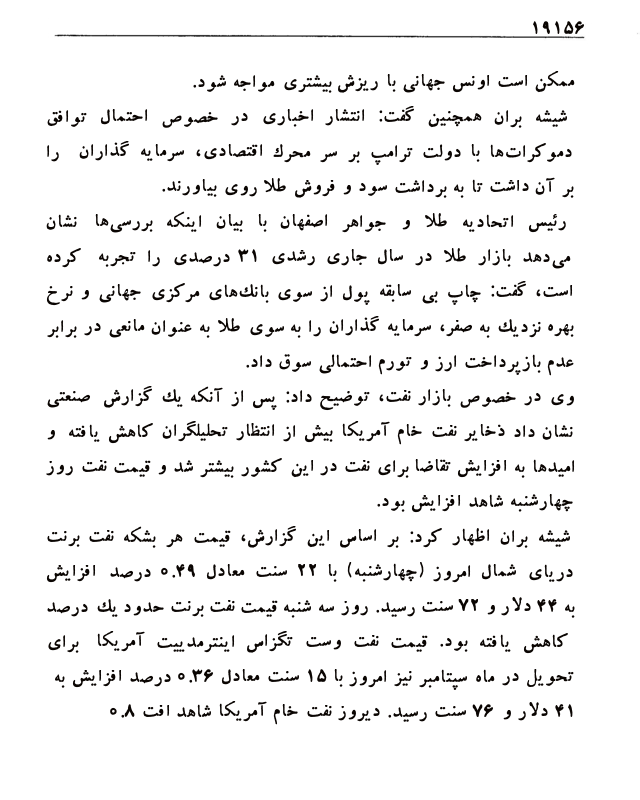 ۱۹۱۵۶
ممکن است اونس جهانی با ریزش بیشتری مواجه شود.
شیشه بران همچنین گفت: انتشار اخباری در خصوص احتمال توافق
دموکرات‌ها با دولت ترامپ بر سر محرك اقتصادی، سرمایه گذاران را
بر آن داشت تا به برداشت سود و فروش طلا روی بیاورند.
رئیس اتحادیه طلا و جواهر اصفهان با بیان اینکه بررسی‌ها نشان
می‌دهد بازار طلا در سال جاری رشدی ۳۱ درصدی را تجربه کرده
است، گفت: چاپ بی سابقه پول از سوی بانك‌های مرکزی جهانی و نرخ
بهره نزدیك به صفر، سرمایه گذاران را به سوی طلا به عنوان مانعی در برابر
عدم بازپرداخت ارز و تورم احتمالی سوق داد.
وی در خصوص بازار نفت، توضیح داد: پس از آنکه یك گزارش صنعتی
نشان داد ذخایر نفت خام آمریکا بیش از انتظار تحلیلگران کاهش یافته و
امیدها به افزایش تقاضا برای نفت در این کشور بیشتر شد و قیمت نفت روز
چهارشنبه شاهد افزایش بود.
شیشه بران اظهار کرد: بر اساس این گزارش، قیمت هر بشکه نفت برنت
دریای شمال امروز (چهارشنبه) با ۲۲ سنت معادل ۰.۴۹ درصد افزایش
به ۴۴ دلار و ۷۲ سنت رسید. روز سه شنبه قیمت نفت برنت حدود یك درصد
کاهش یافته بود. قیمت نفت وست تگزاس اینترمدییت آمریکا برای
تحویل در ماه سپتامبر نیز امروز با ۱۵ سنت معادل ۰.۳۶ درصد افزایش به
۴۱ دلار و ۷۶ سنت رسید. دیروز نفت خام آمریکا شاهد افت ۰.۸